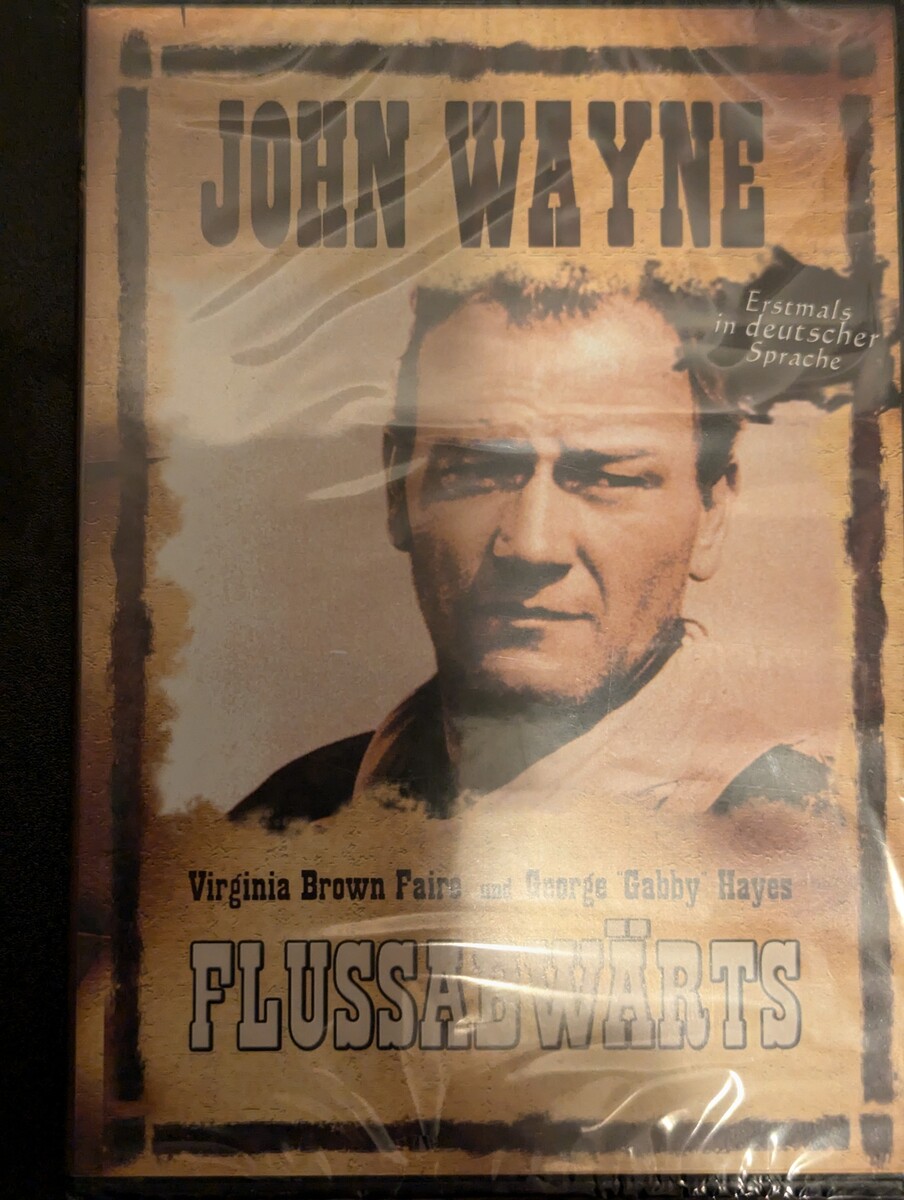 JOHN WAYNE
Erstmals
in deutscher
Sprache
Virginia Brown Faire und George "Gabby" Hayes
FLUSSABWÄRTS